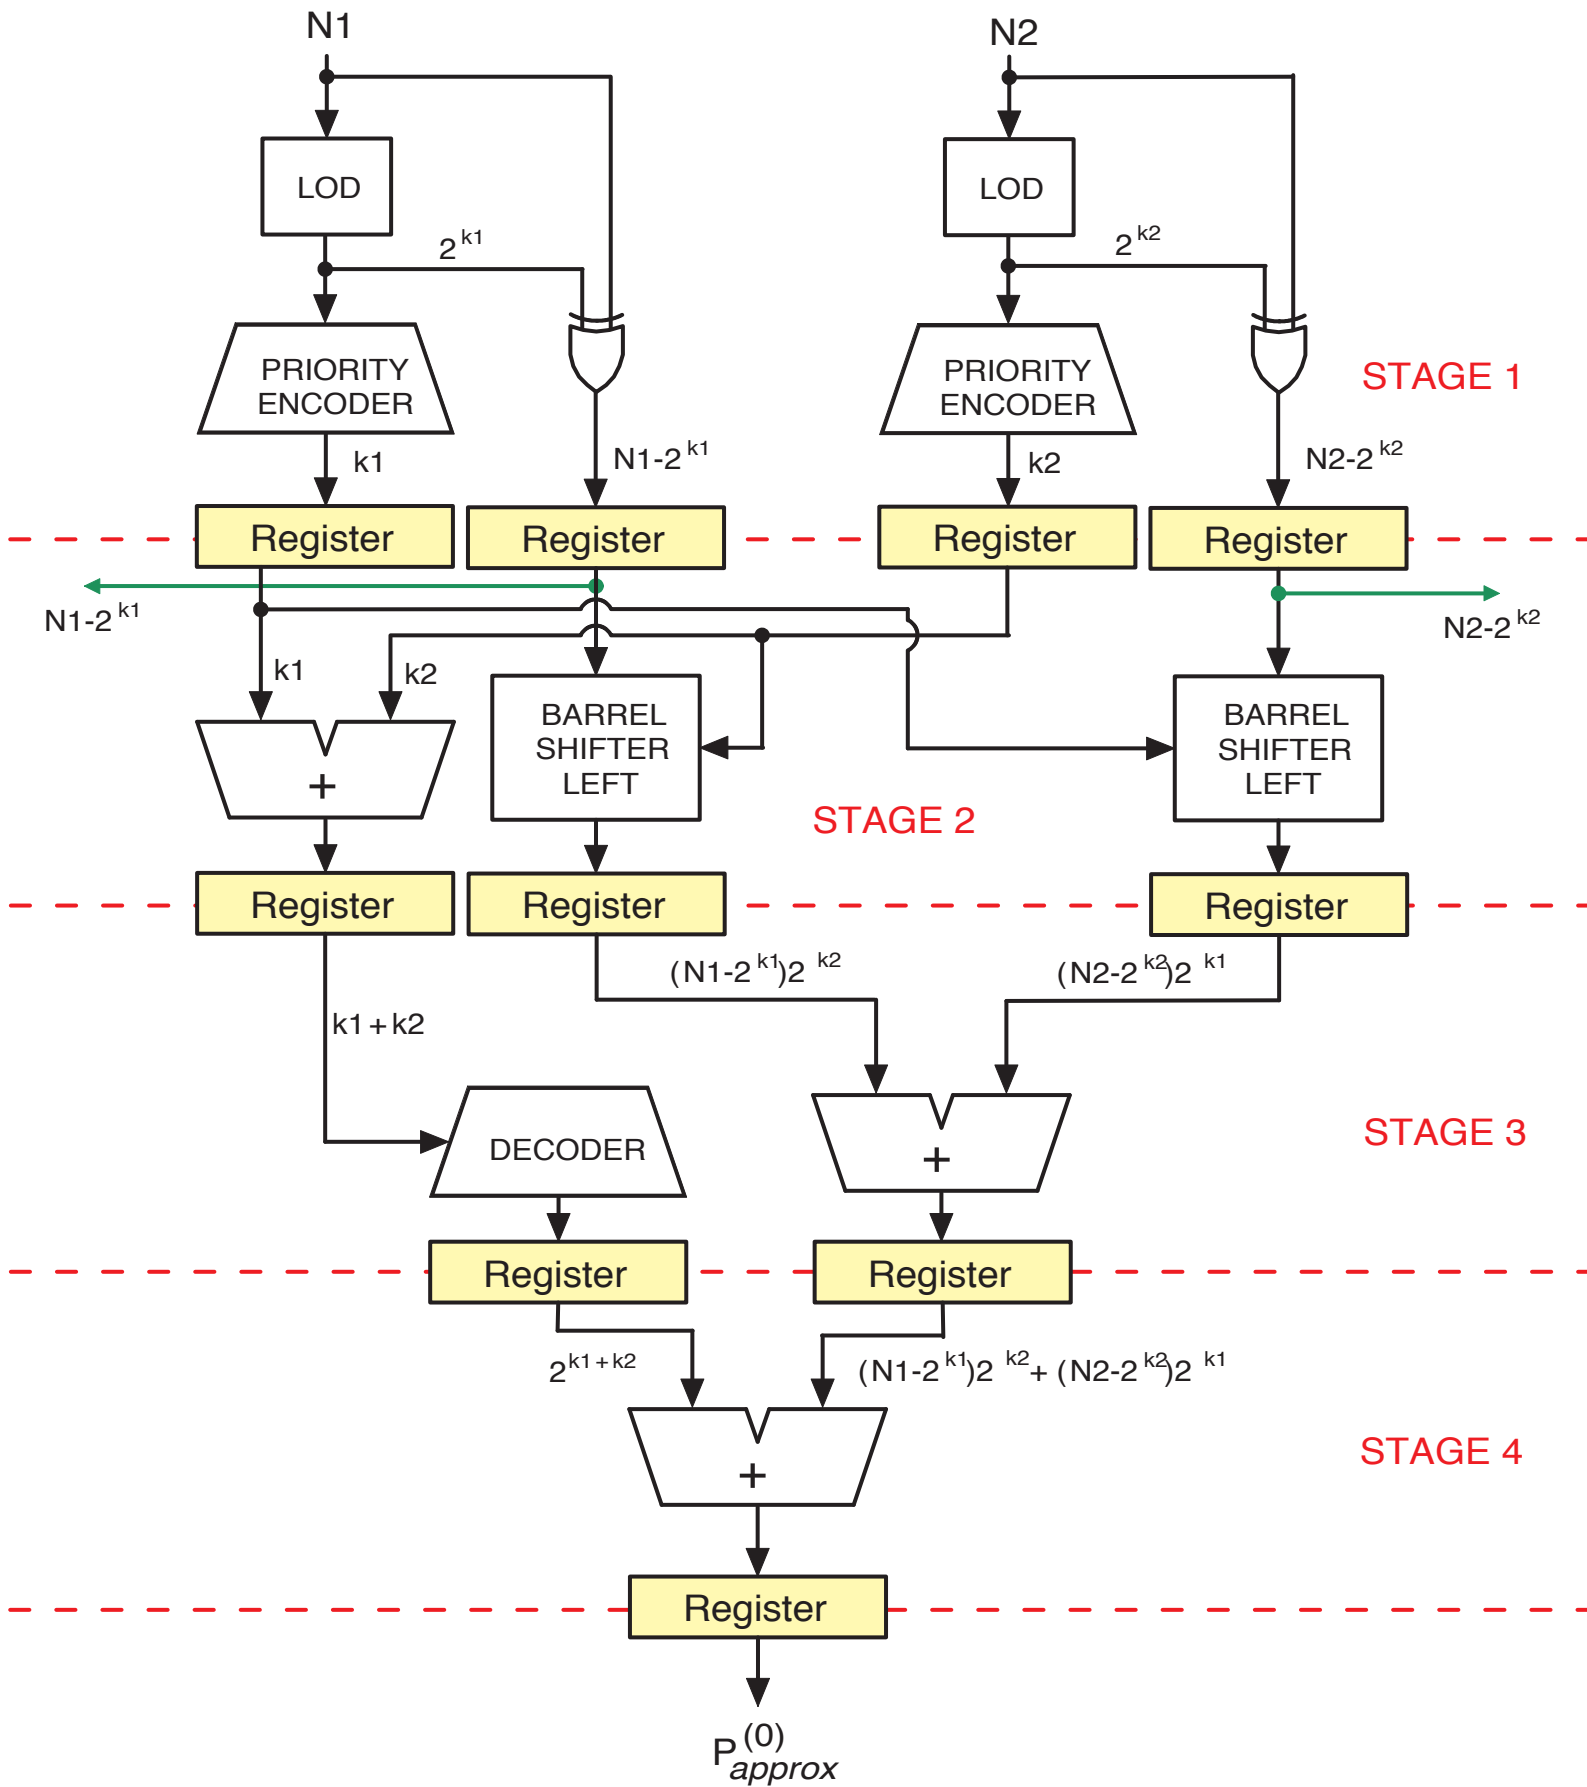 N1
N2
LOD
LOD
2^k1
2^k2
PRIORITY
ENCODER
PRIORITY
ENCODER
STAGE 1
k1
N1-2^k1
k2
N2-2^k2
Register
Register
Register
Register
N1-2^k1
N2-2^k2
k1
k2
BARREL
SHIFTER
LEFT
BARREL
SHIFTER
LEFT
+
STAGE 2
Register
Register
Register
(N1-2^k1)2^k2
(N2-2^k2)2^k1
k1+k2
DECODER
+
STAGE 3
Register
Register
2^k1+k2
(N1-2^k1)2^k2+(N2-2^k2)2^k1
+
STAGE 4
Register
P_approx^(0)